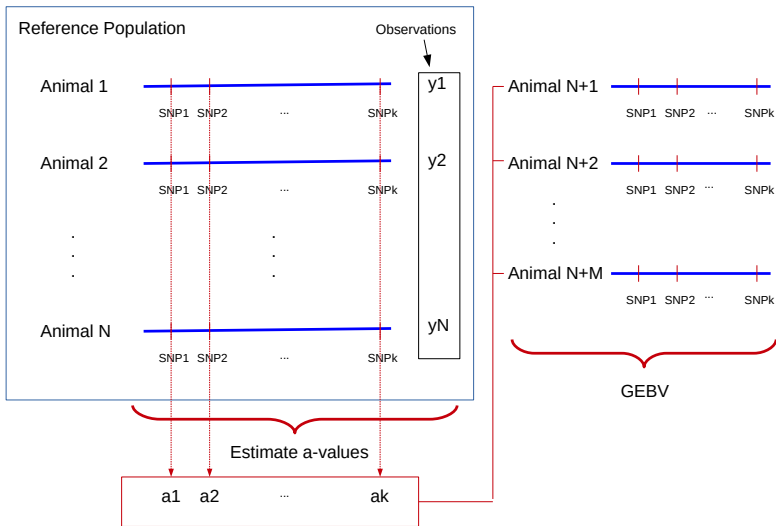 Reference Population
Observations
Animal 1
y1
SNP1 SNP2 ... SNPk
Animal 2
y2
SNP1 SNP2 ... SNPk
. .
. .
. .
Animal N
yN
SNP1 SNP2 ... SNPk
Estimate a-values
a1 a2 ... ak
Animal N+1
SNP1 SNP2 ... SNPk
Animal N+2
SNP1 SNP2 ... SNPk
.
.
.
Animal N+M
SNP1 SNP2 ... SNPk
GEBV